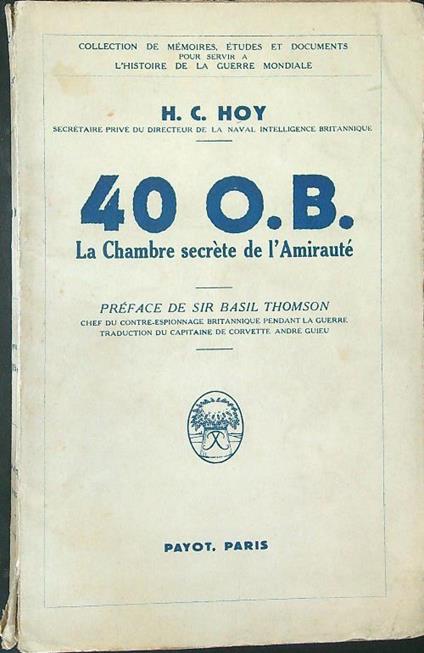 COLLECTION DE MÉMOIRES, ÉTUDES ET DOCUMENTS
POUR SERVIR A
L'HISTOIRE DE LA GUERRE MONDIALE
H. C. HOY
SECRÉTAIRE PRIVÉ DU DIRECTEUR DE LA NAVAL INTELLIGENCE BRITANNIQUE
40 O.B.
La Chambre secrète de l'Amirauté
PRÉFACE DE SIR BASIL THOMSON
CHEF DU CONTRE-ESPIONNAGE BRITANNIQUE PENDANT LA GUERRE
TRADUCTION DU CAPITAINE DE CORVETTE ANDRÉ GUIEU
PAYOT, PARIS